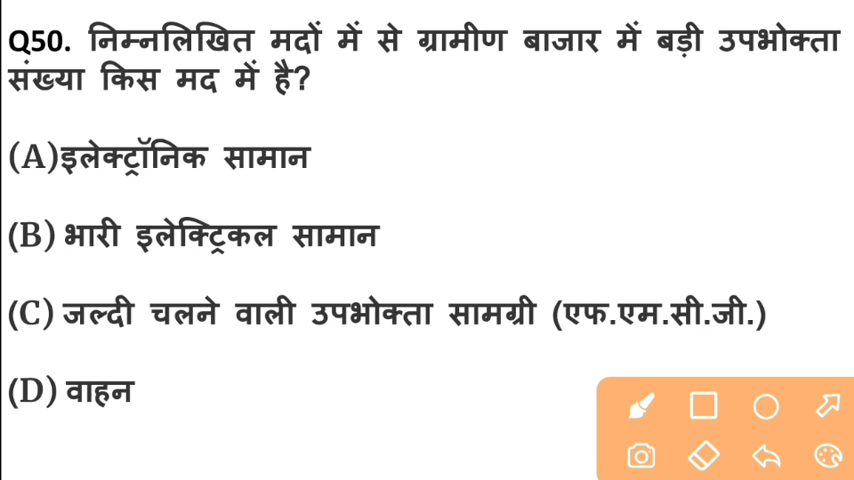 Q50. निम्नलिखित मदों में से ग्रामीण बाजार में बड़ी उपभोक्ता
संख्या किस मद में है?
(A)इलेक्ट्रॉनिक सामान
(B) भारी इलेक्ट्रिकल सामान
(C) जल्दी चलने वाली उपभोक्ता सामग्री (एफ.एम.सी.जी.)
(D) वाहन